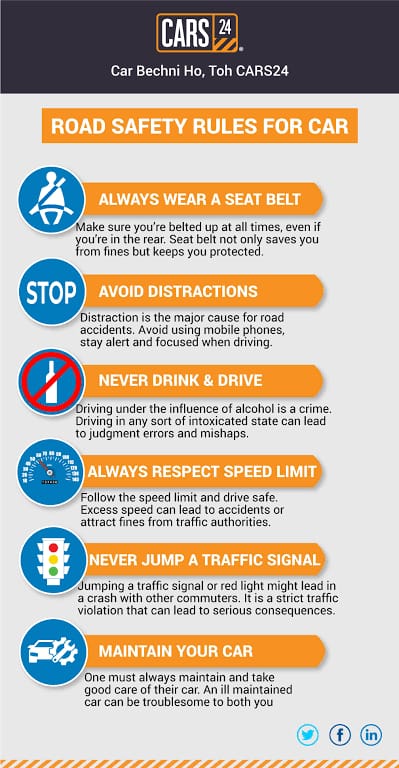 CARS 24
Car Bechni Ho, Toh CARS24
ROAD SAFETY RULES FOR CAR
ALWAYS WEAR A SEAT BELT
Make sure you're belted up at all times, even if
you're in the rear. Seat belt not only saves you
from fines but keeps you protected.
STOP
AVOID DISTRACTIONS
Distraction is the major cause for road
accidents. Avoid using mobile phones,
stay alert and focused when driving.
NEVER DRINK & DRIVE
Driving under the influence of alcohol is a crime.
Driving in any sort of intoxicated state can lead
to judgment errors and mishaps.
ALWAYS RESPECT SPEED LIMIT
Follow the speed limit and drive safe.
Excess speed can lead to accidents or
attract fines from traffic authorities.
NEVER JUMP A TRAFFIC SIGNAL
Jumping a traffic signal or red light might lead in
a crash with other commuters. It is a strict traffic
violation that can lead to serious consequences.
MAINTAIN YOUR CAR
One must always maintain and take
good care of their car. An ill maintained
car can be troublesome to both you